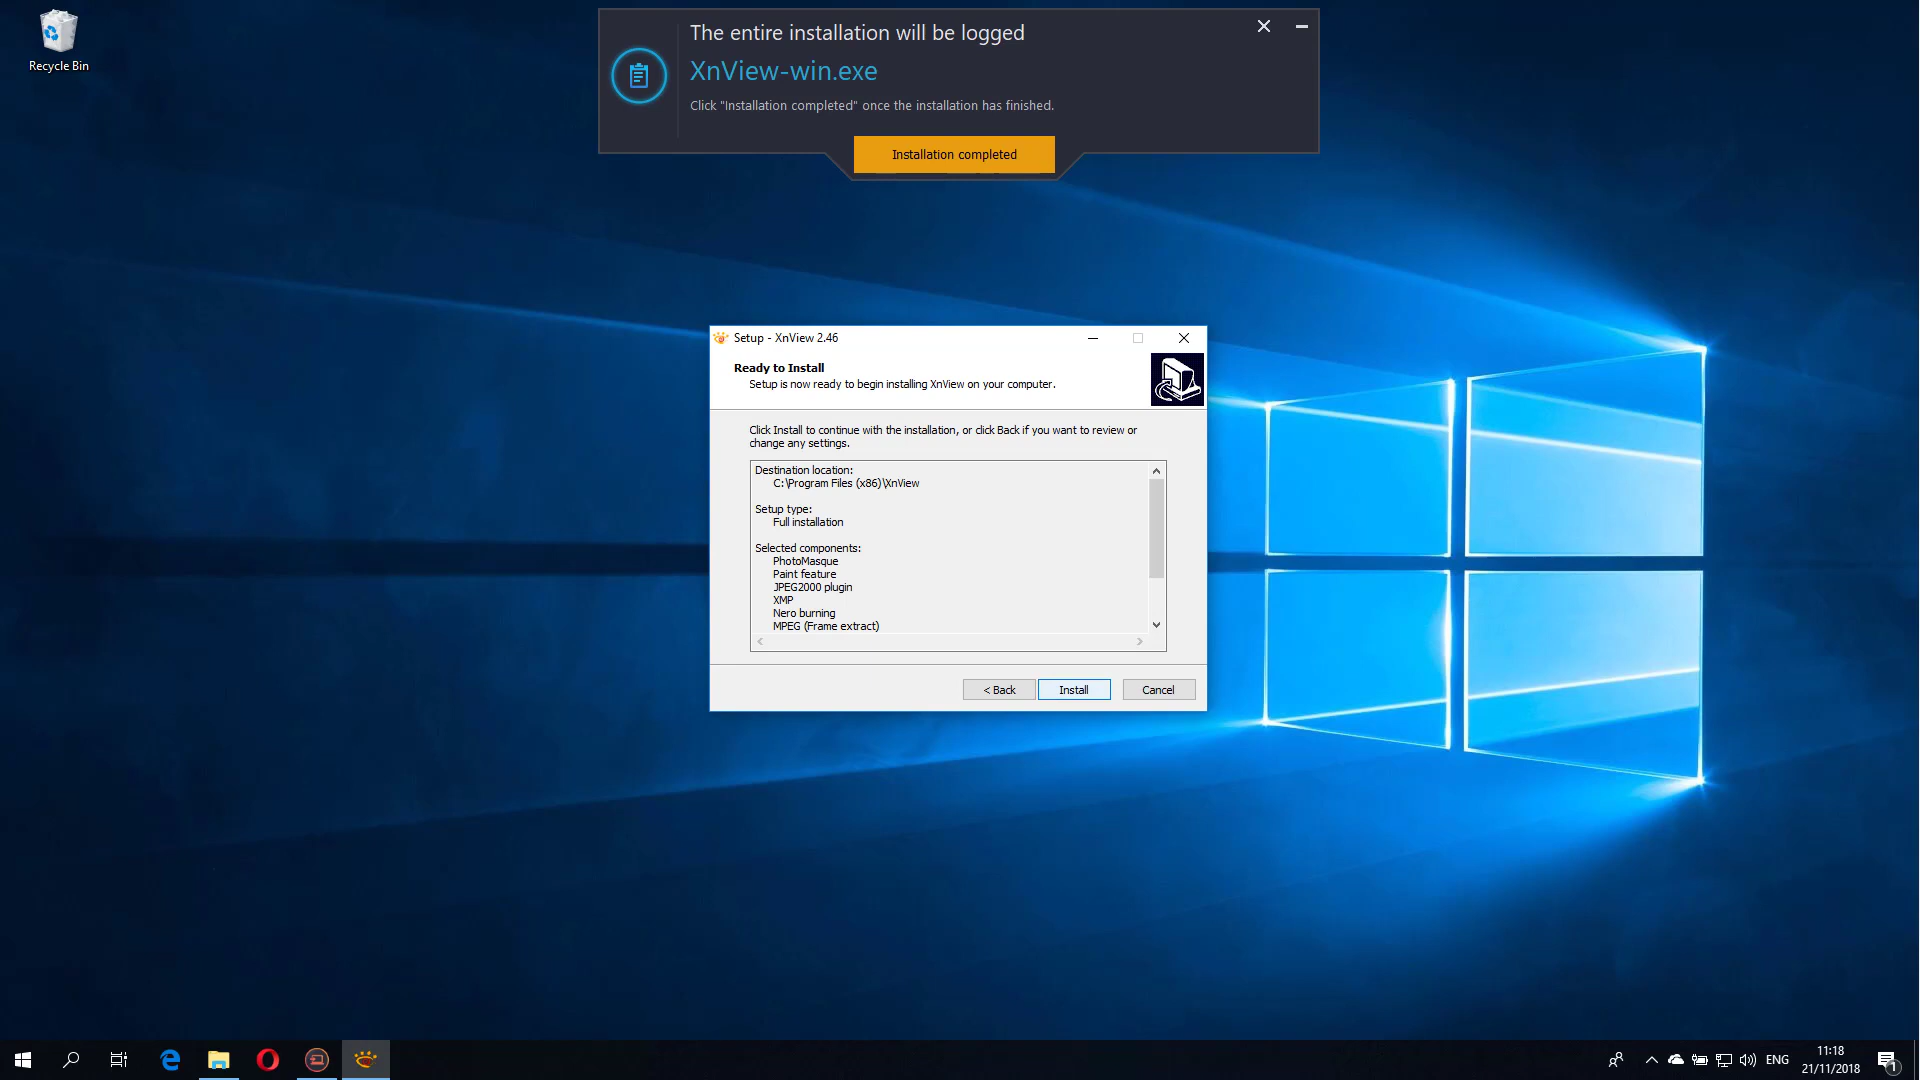 Recycle Bin
The entire installation will be logged
XnView-win.exe
Click "Installation completed" once the installation has finished.
Installation completed
Setup - XnView 2.46
Ready to Install
Setup is now ready to begin installing XnView on your computer.
Click Install to continue with the installation, or click Back if you want to review or
change any settings.
Destination location:
C:\Program Files (x86)\XnView
Setup type:
Full installation
Selected components:
PhotoMasque
Paint feature
JPEG2000 plugin
XMP
Nero burning
MPEG (Frame extract)
< Back
Install
Cancel
ENG
11:18
21/11/2018
1